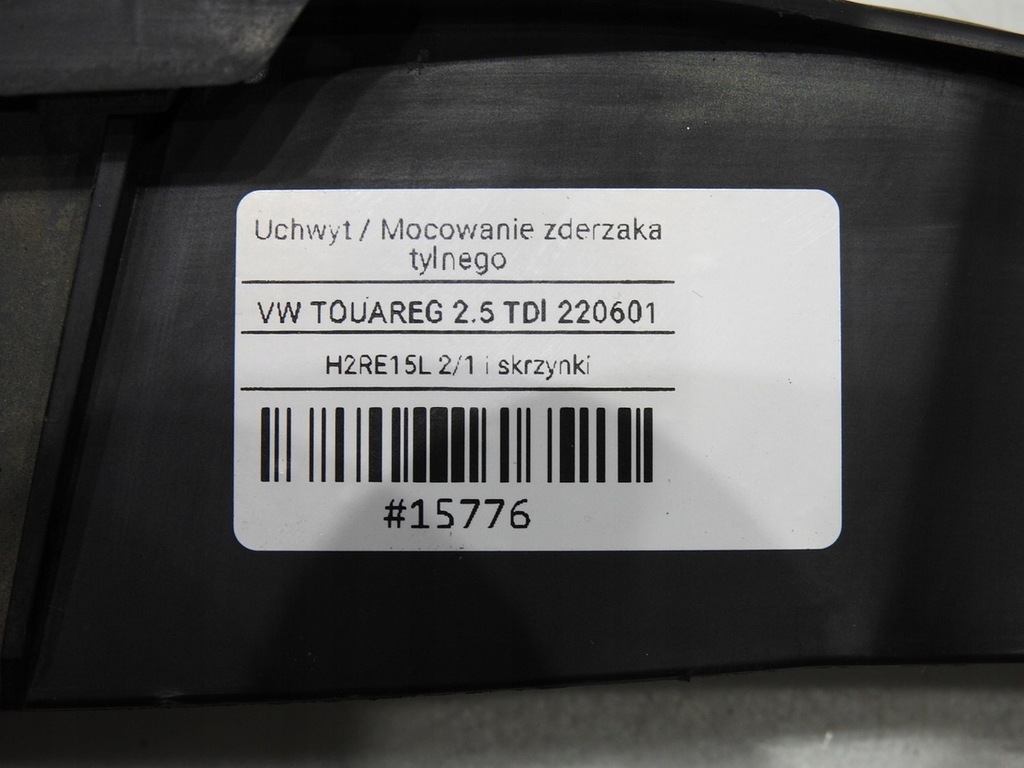 Uchwyt / Mocowanie zderzaka
tylnego
VW TOUAREG 2.5 TDI 220601
H2RE15L 2/1 i skrzynki
#15776